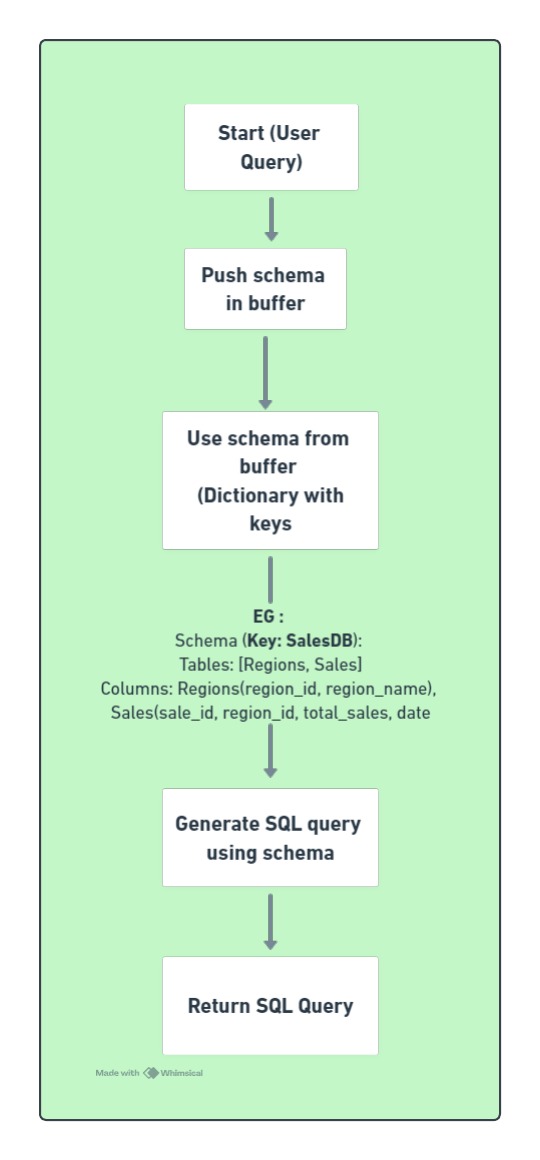 Start (User
Query)
Push schema
in buffer
Use schema from
buffer
(Dictionary with
keys
EG :
Schema (Key: SalesDB):
Tables: [Regions, Sales]
Columns: Regions(region_id, region_name),
Sales(sale_id, region_id, total_sales, date
Generate SQL query
using schema
Return SQL Query
Made with Whimsical